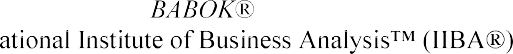 BABOK®
ational Institute of Business Analysis™ (IIBA®)